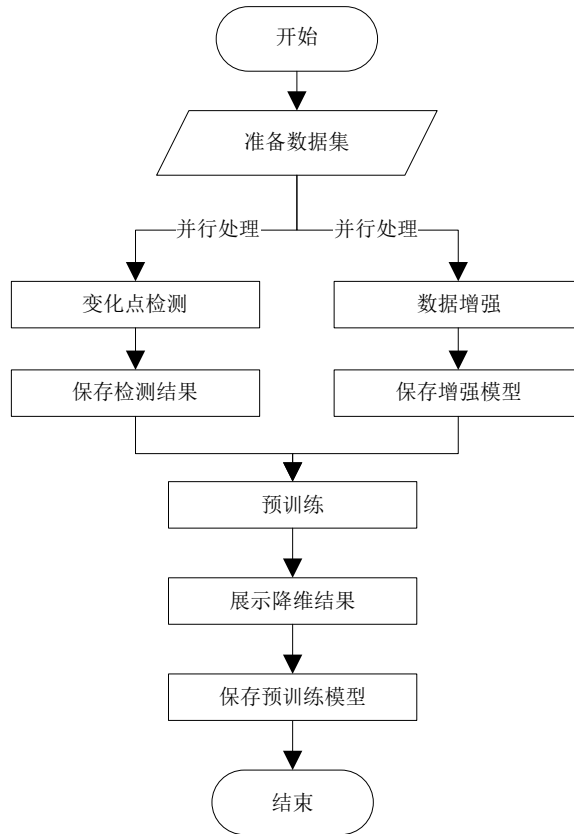 开始
准备数据集
并行处理
并行处理
变化点检测
数据增强
保存检测结果
保存增强模型
预训练
展示降维结果
保存预训练模型
结束